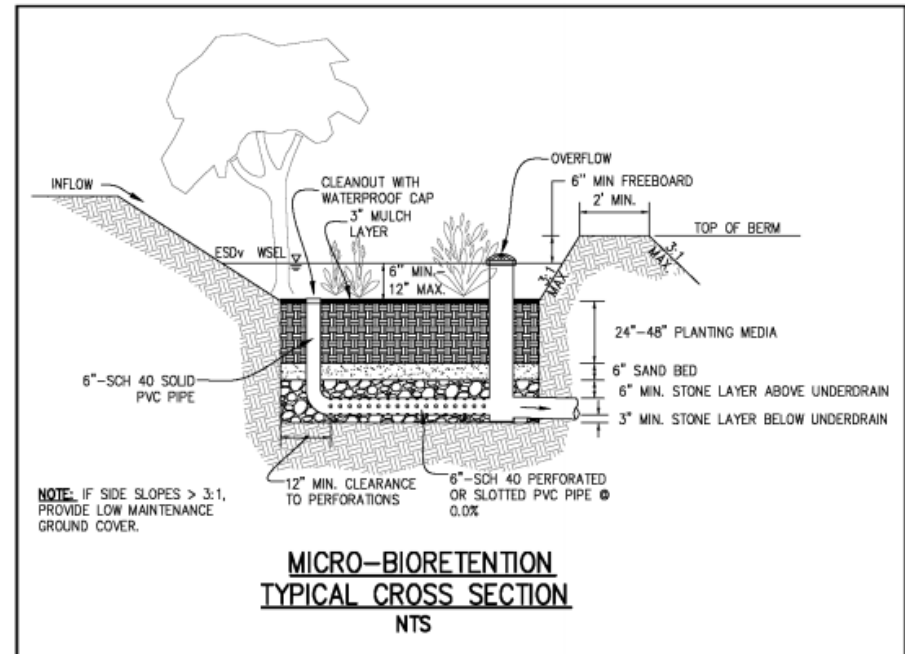 INFLOW
OVERFLOW
6" MIN FREEBOARD
2' MIN.
CLEANOUT WITH
WATERPROOF CAP
3" MULCH
LAYER
TOP OF BERM
ESDv WSEL
3:1
MAX.
6" MIN.-
12" MAX.
3:1
MAX
24"-48" PLANTING MEDIA
6" SAND BED
6"-SCH 40 SOLID
PVC PIPE
6" MIN. STONE LAYER ABOVE UNDERDRAIN
3" MIN. STONE LAYER BELOW UNDERDRAIN
12" MIN. CLEARANCE
TO PERFORATIONS
6"-SCH 40 PERFORATED
OR SLOTTED PVC PIPE @
0.0%
NOTE: IF SIDE SLOPES > 3:1,
PROVIDE LOW MAINTENANCE
GROUND COVER.
MICRO-BIORETENTION
TYPICAL CROSS SECTION
NTS